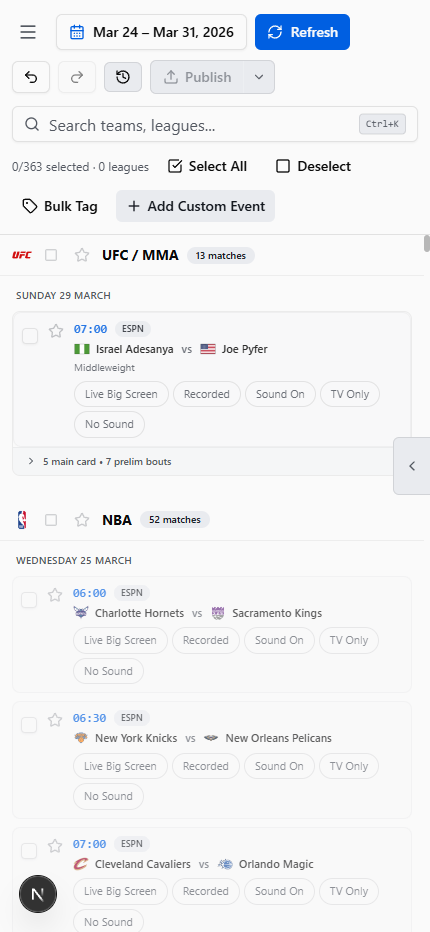 Mar 24 – Mar 31, 2026
Refresh
Publish
Search teams, leagues...
Ctrl+K
0/363 selected · 0 leagues
Select All
Deselect
Bulk Tag
Add Custom Event
UFC
UFC / MMA
13 matches
SUNDAY 29 MARCH
07:00
ESPN
Israel Adesanya vs Joe Pyfer
Middleweight
Live Big Screen
Recorded
Sound On
TV Only
No Sound
5 main card • 7 prelim bouts
NBA
52 matches
WEDNESDAY 25 MARCH
06:00
ESPN
Charlotte Hornets vs Sacramento Kings
Live Big Screen
Recorded
Sound On
TV Only
No Sound
06:30
ESPN
New York Knicks vs New Orleans Pelicans
Live Big Screen
Recorded
Sound On
TV Only
No Sound
07:00
ESPN
Cleveland Cavaliers vs Orlando Magic
Live Big Screen
Recorded
Sound On
TV Only
No Sound
N